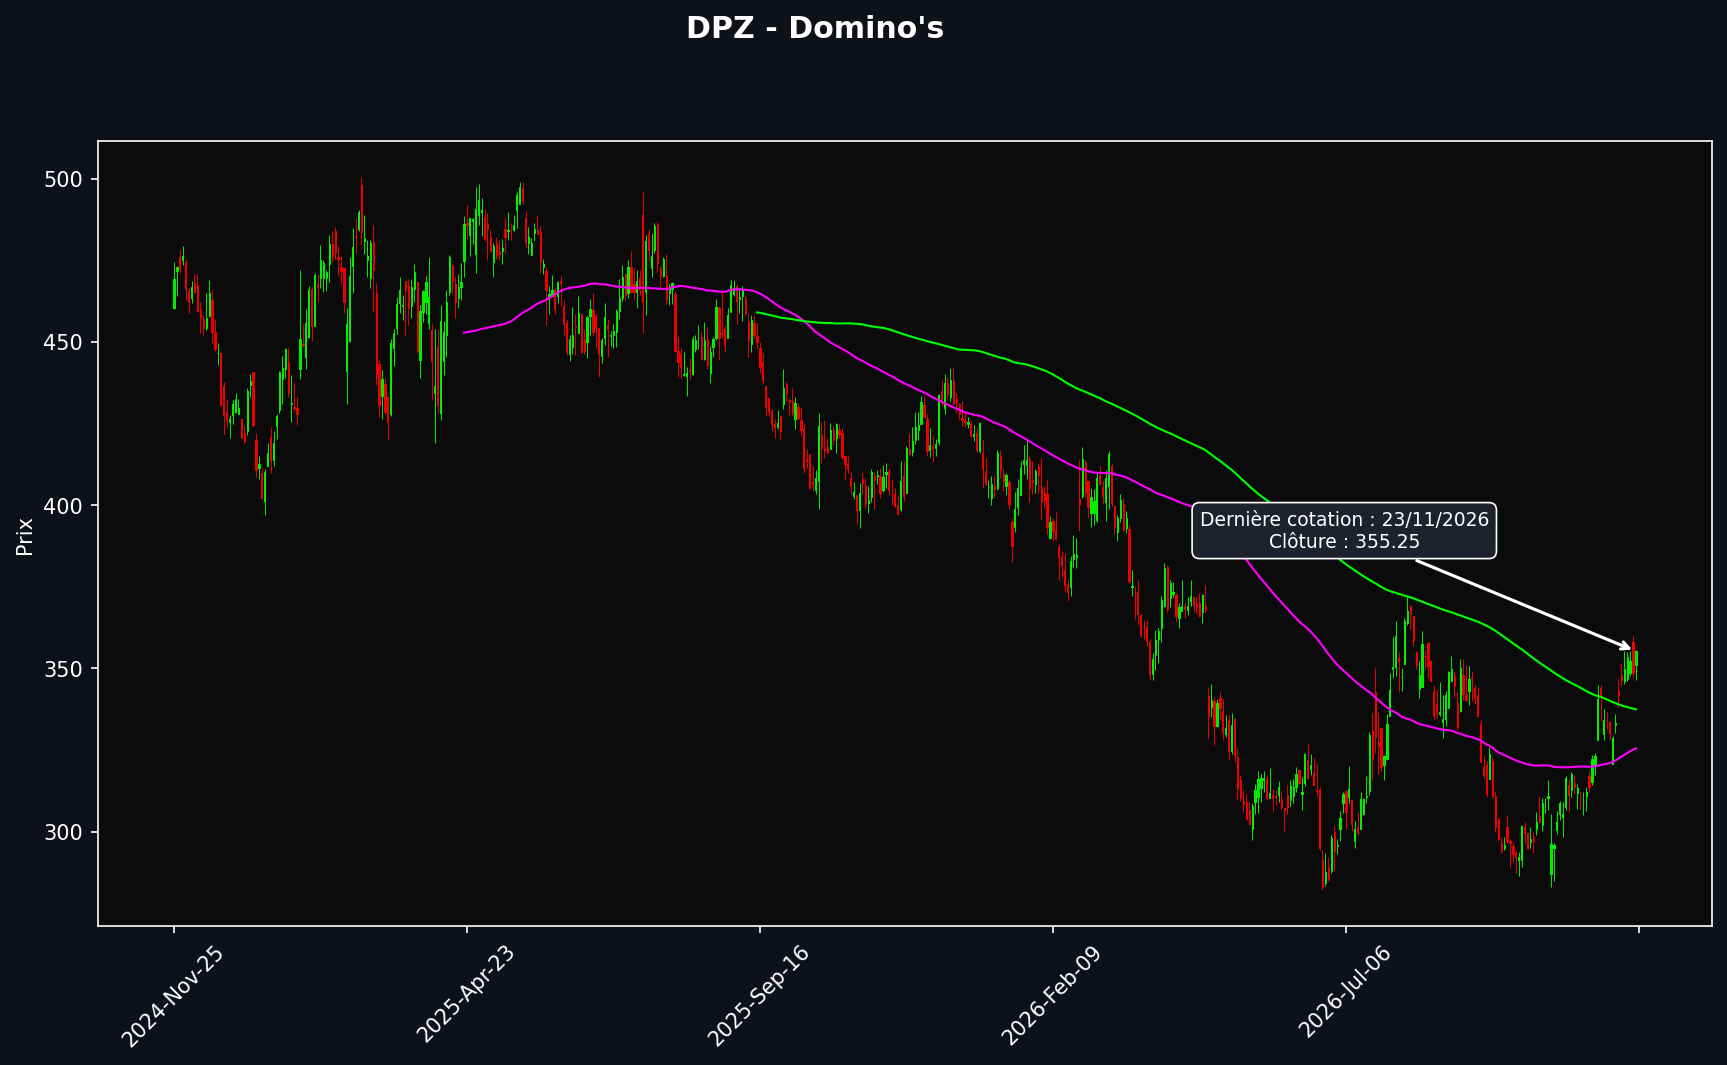 DPZ - Domino's
Prix
500
450
400
350
300
Dernière cotation : 23/11/2026
Clôture : 355.25
2024-Nov-25
2025-Apr-23
2025-Sep-16
2026-Feb-09
2026-Jul-06